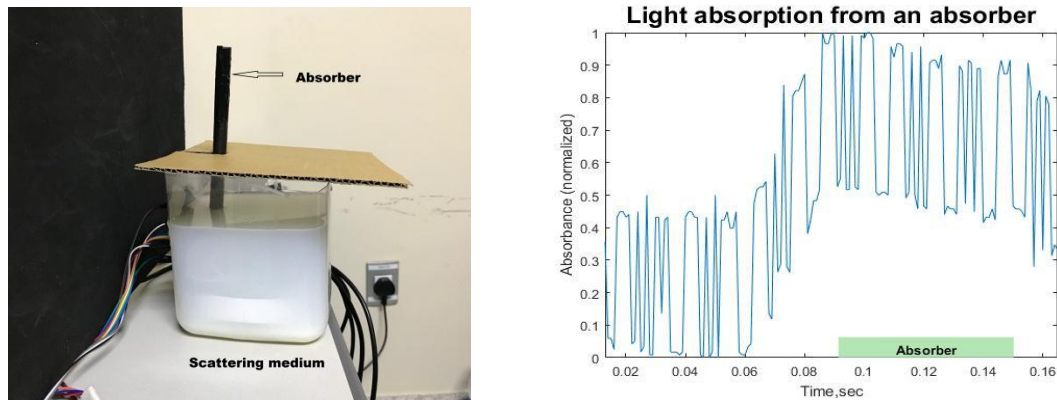 Absorber
Scattering medium
Light absorption from an absorber
Absorbance (normalized)
1
0.9
0.8
0.7
0.6
0.5
0.4
0.3
0.2
0.1
0
Absorber
0.02 0.04 0.06 0.08 0.1 0.12 0.14 0.16
Time,sec